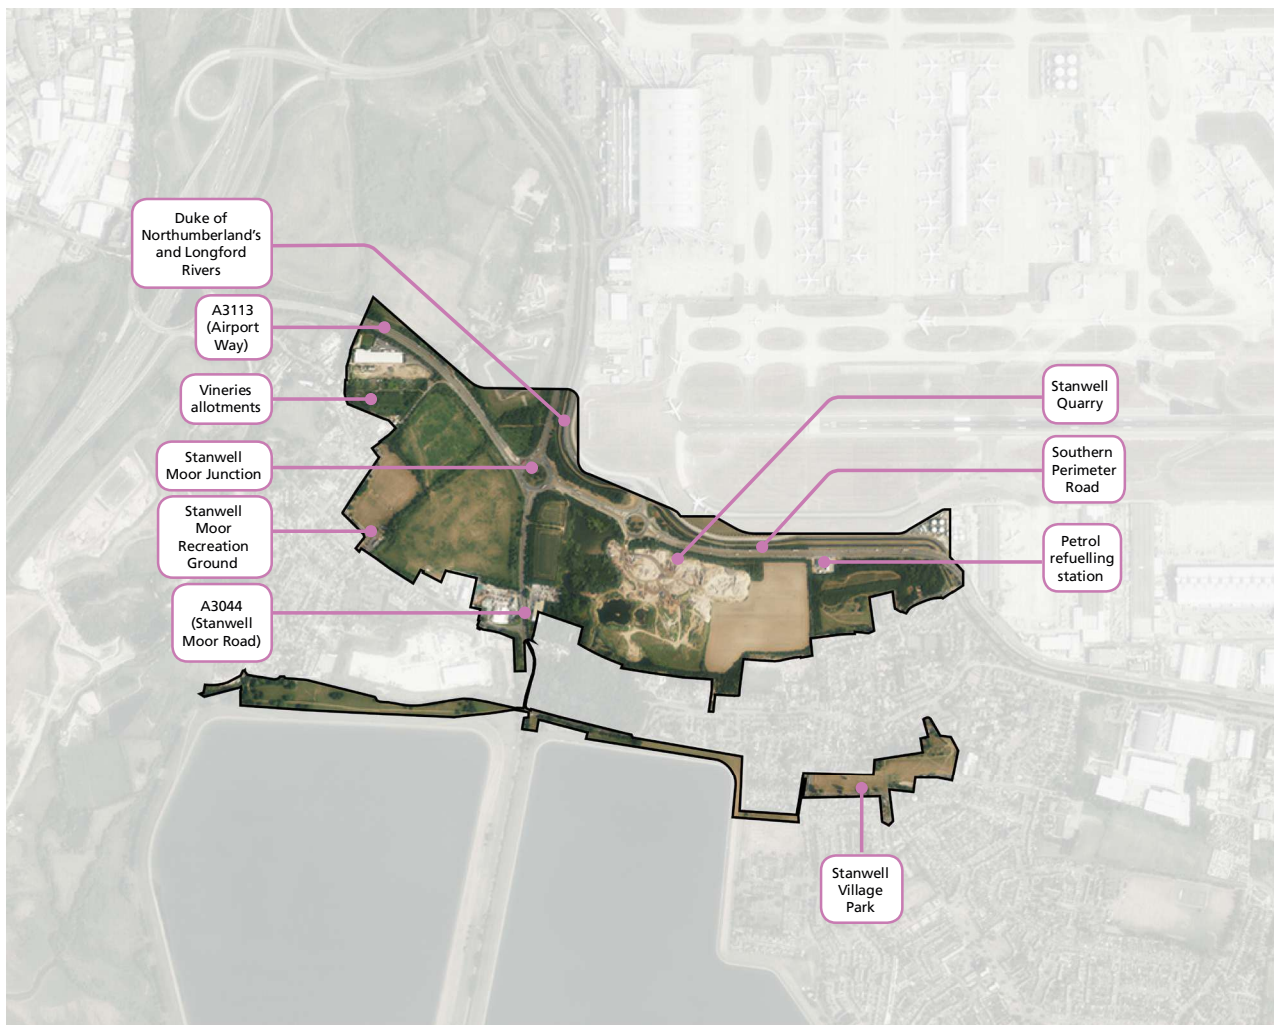 Duke of
Northumberland's
and Longford
Rivers
A3113
(Airport
Way)
Vineries
allotments
Stanwell
Moor Junction
Stanwell
Moor
Recreation
Ground
A3044
(Stanwell
Moor Road)
Stanwell
Quarry
Southern
Perimeter
Road
Petrol
refuelling
station
Stanwell
Village
Park